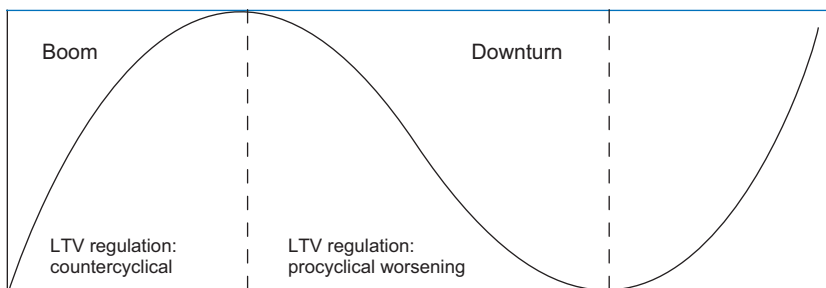 Boom
Downturn
LTV regulation:
countercyclical
LTV regulation:
procyclical worsening